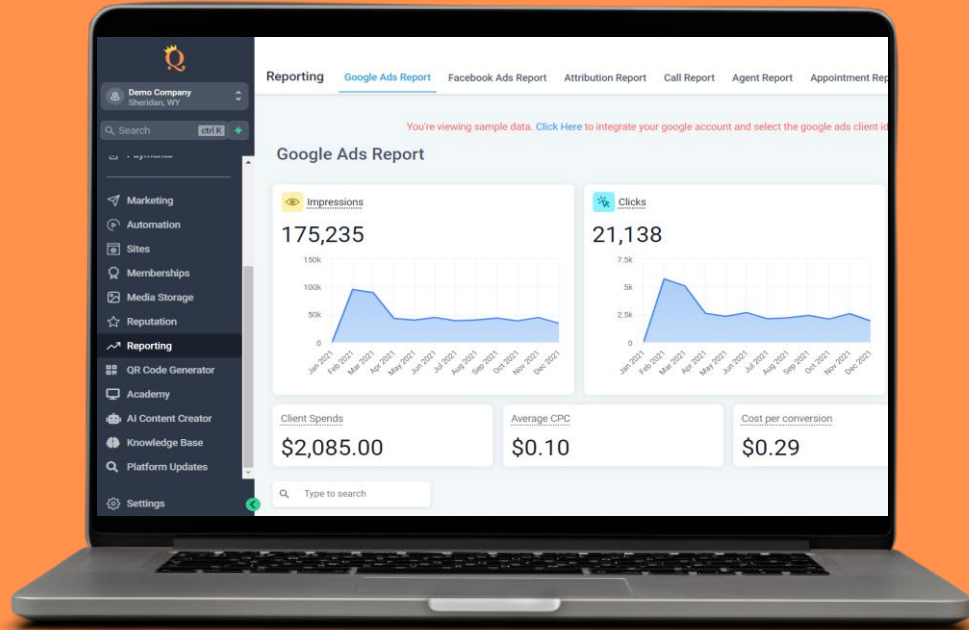 Q
Demo Company
Sheridan, WY
Search ctrl K
Payments
Marketing
Automation
Sites
Memberships
Media Storage
Reputation
Reporting
QR Code Generator
Academy
AI Content Creator
Knowledge Base
Platform Updates
Settings
Reporting Google Ads Report Facebook Ads Report Attribution Report Call Report Agent Report Appointment Rep
You're viewing sample data. Click Here to integrate your google account and select the google ads client id
Google Ads Report
Impressions
175,235
150k
100k
50k
0
Jan 2021 Feb 2021 Mar 2021 Apr 2021 May 2021 Jun 2021 Jul 2021 Aug 2021 Sep 2021 Oct 2021 Nov 2021 Dec 2021
Clicks
21,138
7.5k
5k
2.5k
0
Jan 2021 Feb 2021 Mar 2021 Apr 2021 May 2021 Jun 2021 Jul 2021 Aug 2021 Sep 2021 Oct 2021 Nov 2021 Dec 2021
Client Spends
$2,085.00
Average CPC
$0.10
Cost per conversion
$0.29
Type to search